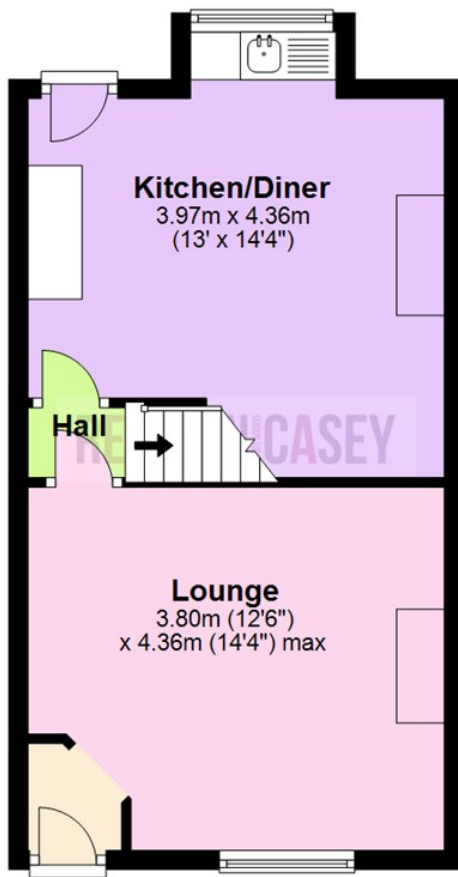 Kitchen/Diner
3.97m x 4.36m
(13' x 14'4")
Hall
CASEY
Lounge
3.80m (12'6")
x 4.36m (14'4") max